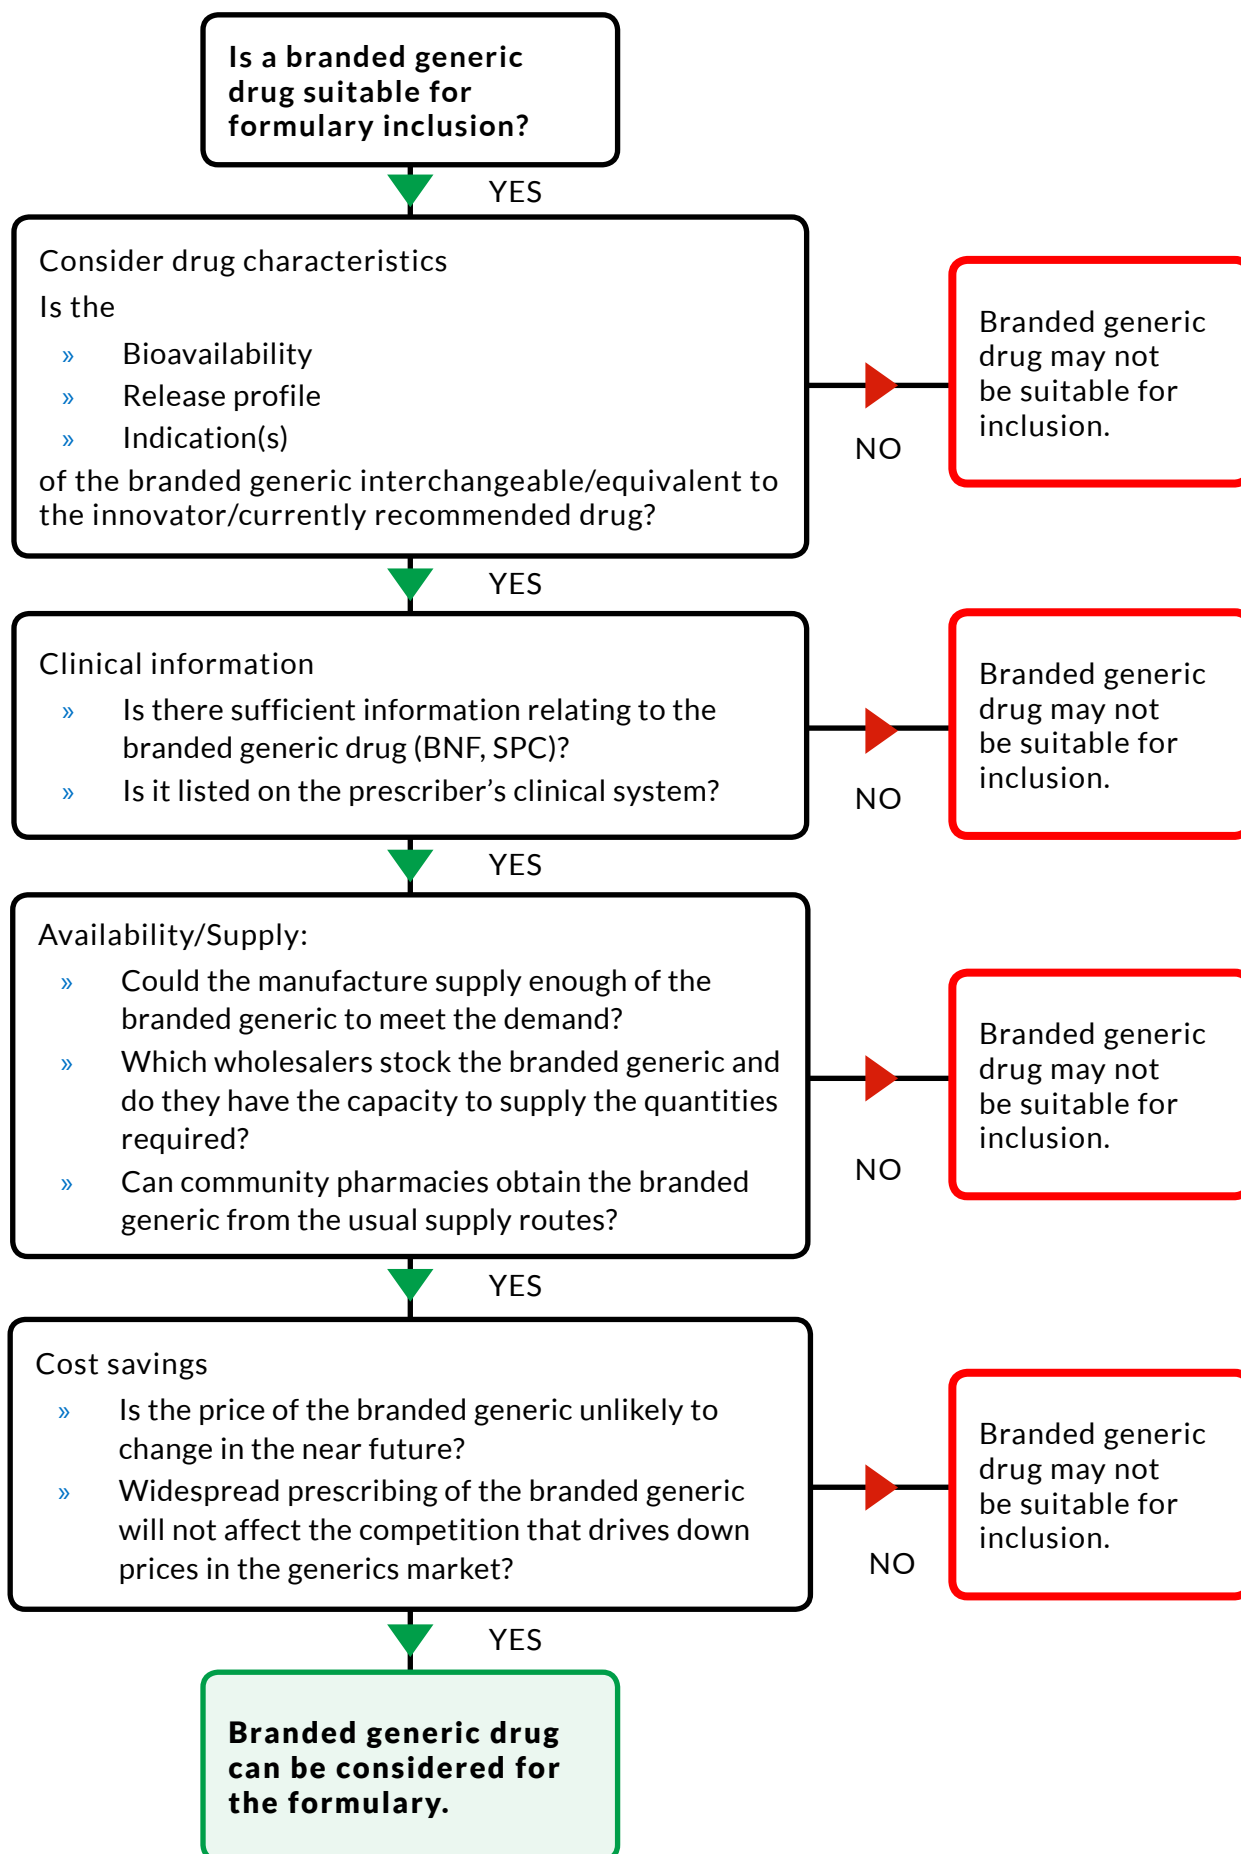 Is a branded generic
drug suitable for
formulary inclusion?
YES
Consider drug characteristics
Is the
» Bioavailability
» Release profile
» Indication(s)
of the branded generic interchangeable/equivalent to
the innovator/currently recommended drug?
NO
Branded generic
drug may not
be suitable for
inclusion.
YES
Clinical information
» Is there sufficient information relating to the
branded generic drug (BNF, SPC)?
» Is it listed on the prescriber’s clinical system?
NO
Branded generic
drug may not
be suitable for
inclusion.
YES
Availability/Supply:
» Could the manufacture supply enough of the
branded generic to meet the demand?
» Which wholesalers stock the branded generic and
do they have the capacity to supply the quantities
required?
» Can community pharmacies obtain the branded
generic from the usual supply routes?
NO
Branded generic
drug may not
be suitable for
inclusion.
YES
Cost savings
» Is the price of the branded generic unlikely to
change in the near future?
» Widespread prescribing of the branded generic
will not affect the competition that drives down
prices in the generics market?
NO
Branded generic
drug may not
be suitable for
inclusion.
YES
Branded generic drug
can be considered for
the formulary.